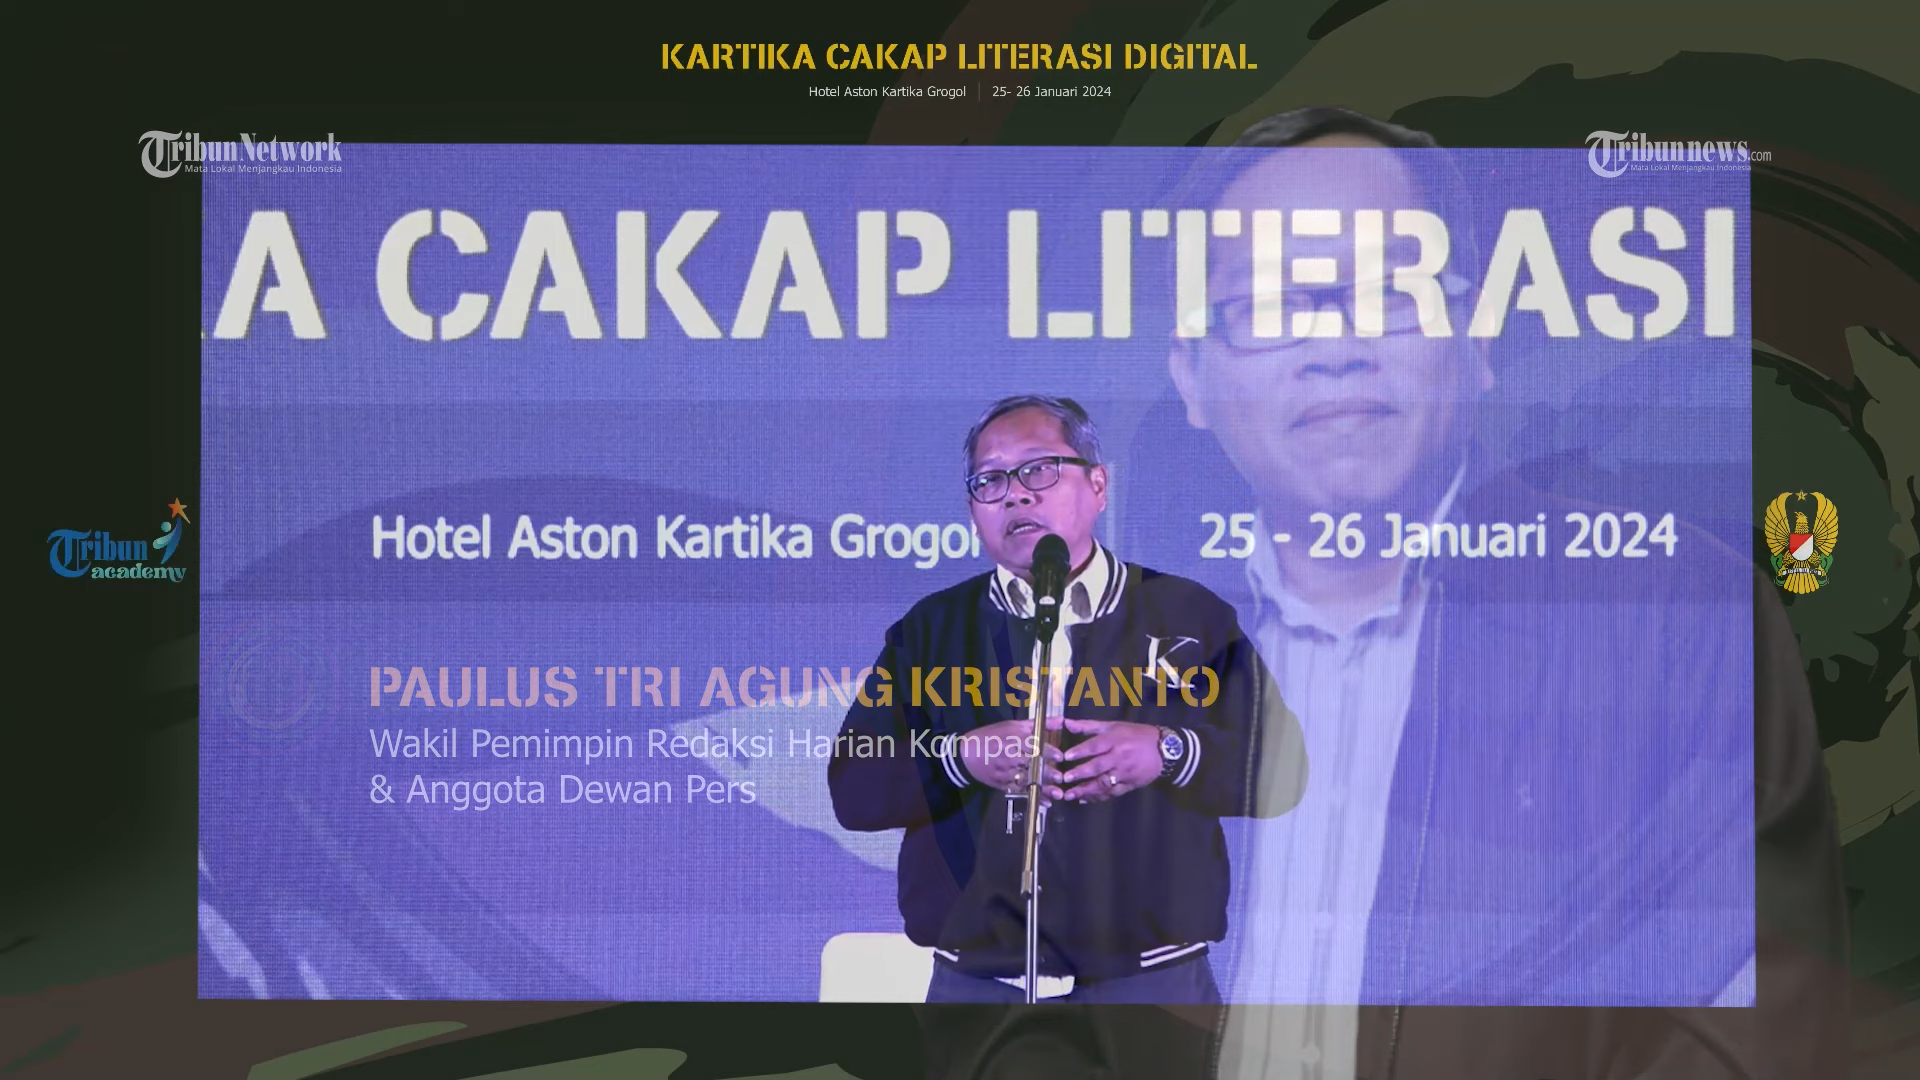 KARTIKA CAKAP LITERASI DIGITAL
Hotel Aston Kartika Grogol | 25- 26 Januari 2024
Tribun Network
Mata Lokal Menjangkau Indonesia
Tribunnews.com
Mata Lokal Menjangkau Indonesia
A CAKAP LITERASI
Hotel Aston Kartika Grogol
25 - 26 Januari 2024
Tribun
academy
K
PAULUS TRI AGUNG KRISTANTO
Wakil Pemimpin Redaksi Harian Kompas
& Anggota Dewan Pers